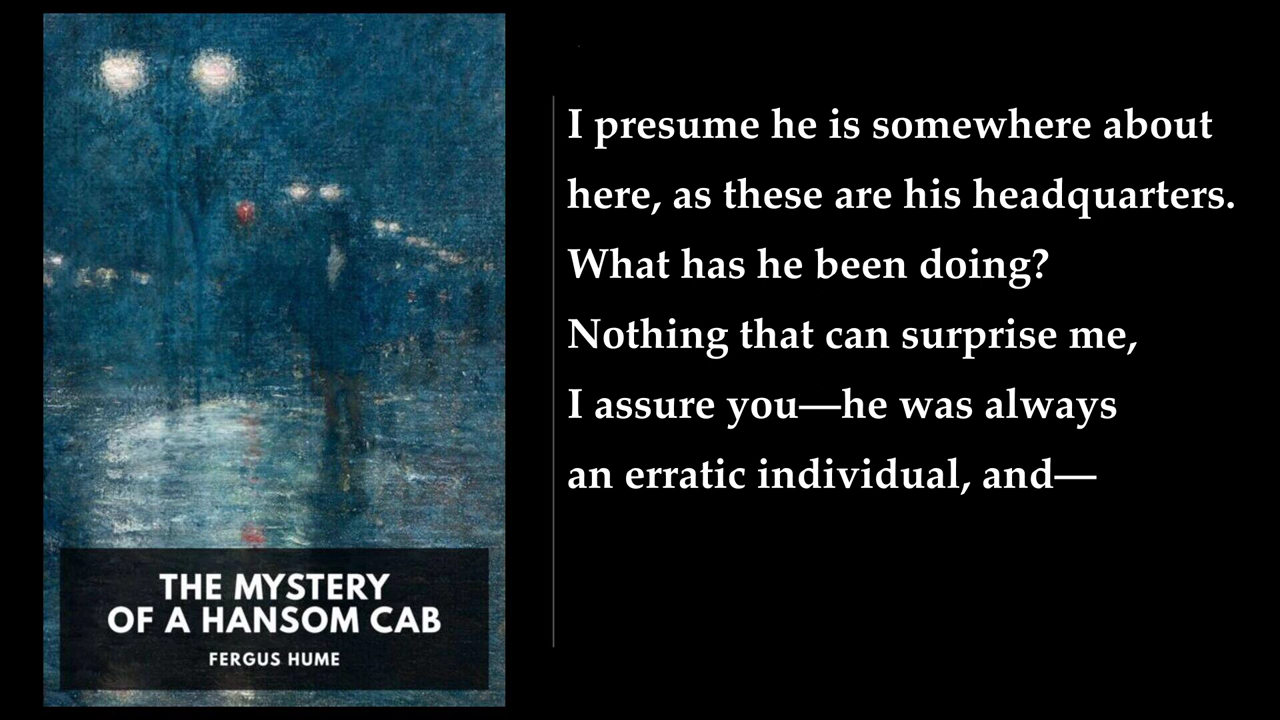 I presume he is somewhere about
here, as these are his headquarters.
What has he been doing?
Nothing that can surprise me,
I assure you—he was always
an erratic individual, and—
THE MYSTERY
OF A HANSOM CAB
FERGUS HUME